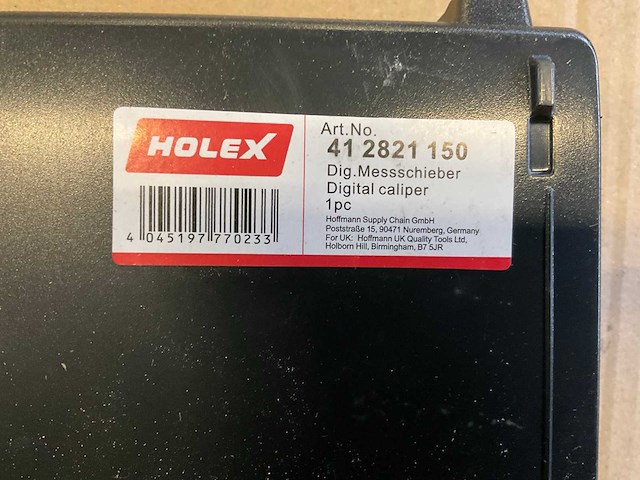 HOLEX
4 045197 770233
Art.No.
41 2821 150
Dig.Messschieber
Digital caliper
1pc
Hoffmann Supply Chain GmbH
Poststraße 15, 90471 Nuremberg, Germany
For UK: Hoffmann UK Quality Tools Ltd,
Holborn Hill, Birmingham, B7 5JR